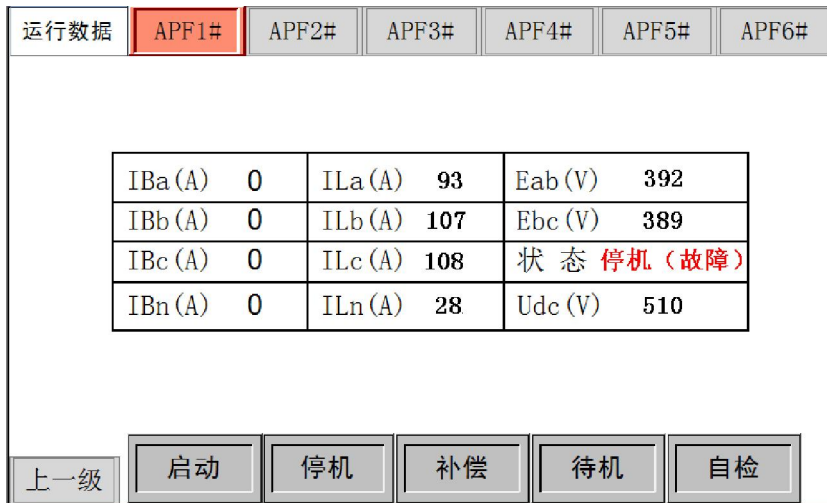 运行数据 APF1# APF2# APF3# APF4# APF5# APF6#
IBa(A) 0 ILa(A) 93 Eab(V) 392
IBb(A) 0 ILb(A) 107 Ebc(V) 389
IBc(A) 0 ILc(A) 108 状态 停机（故障）
IBn(A) 0 ILn(A) 28 Udc(V) 510
上一级 启动 停机 补偿 待机 自检